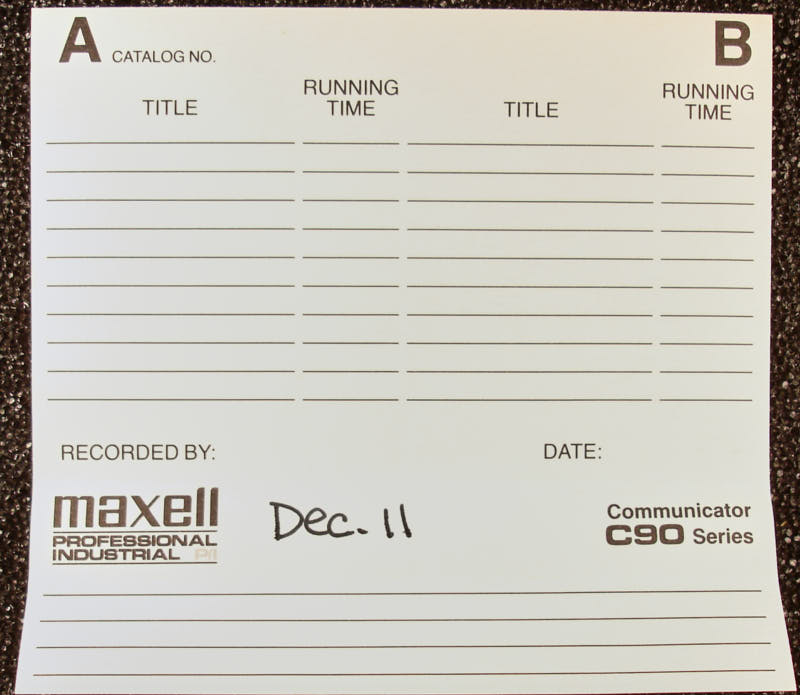 A CATALOG NO. B
TITLE RUNNING TIME TITLE RUNNING TIME
RECORDED BY: DATE:
maxell
PROFESSIONAL
INDUSTRIAL P/I
Dec. 11
Communicator
C90 Series